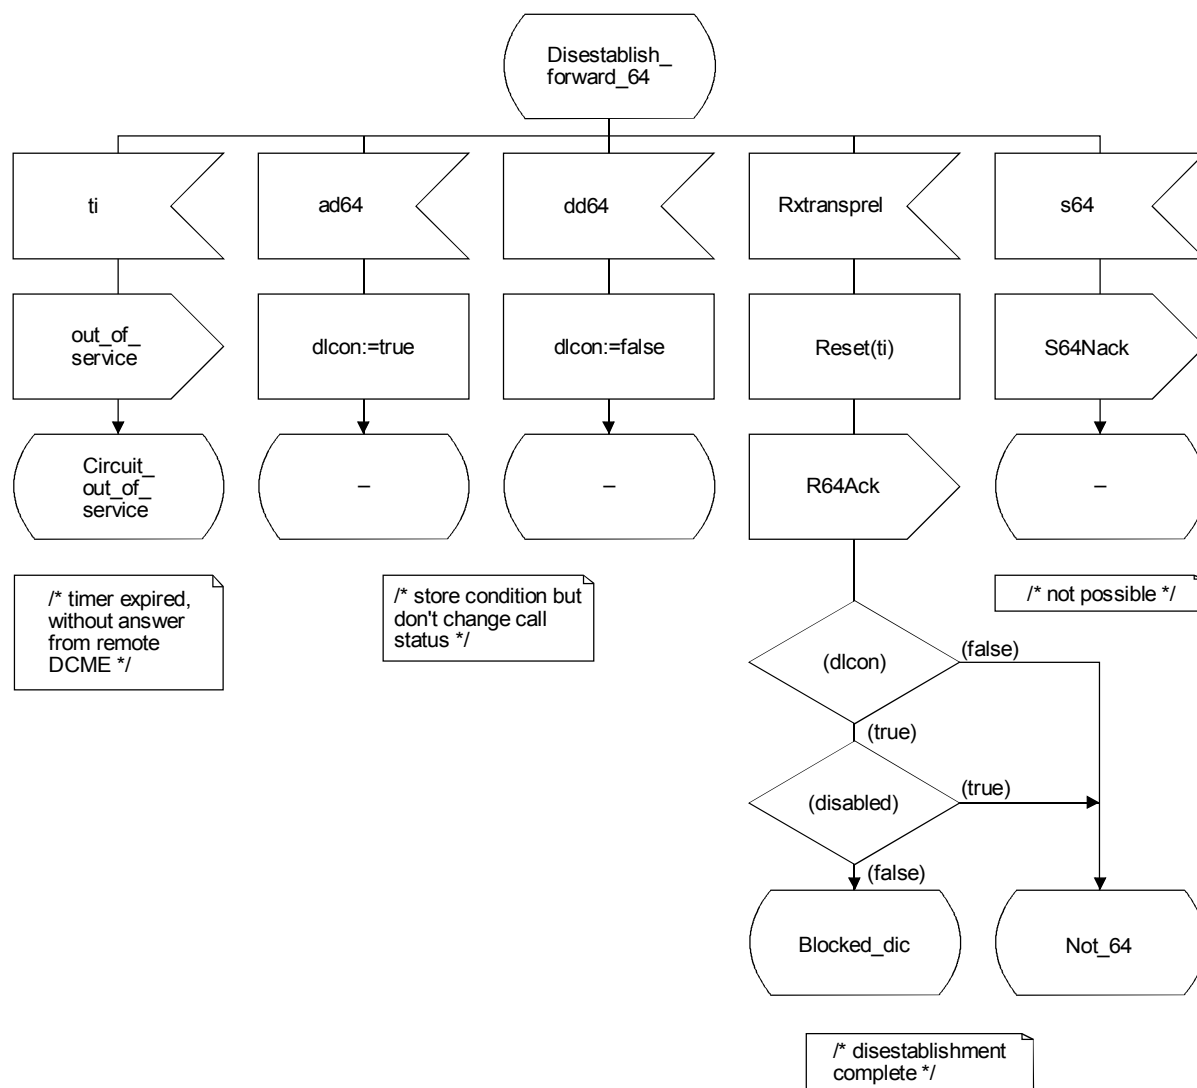 Disestablish_
forward_64
ti
ad64
dd64
Rxtransprel
s64
out_of_
service
dlcon:=true
dlcon:=false
Reset(ti)
S64Nack
Circuit_
out_of_
service
–
–
R64Ack
–
/* timer expired,
without answer
from remote
DCME */
/* store condition but
don't change call
status */
/* not possible */
(dlcon)
(false)
(true)
(disabled)
(true)
(false)
Blocked_dic
Not_64
/* disestablishment
complete */